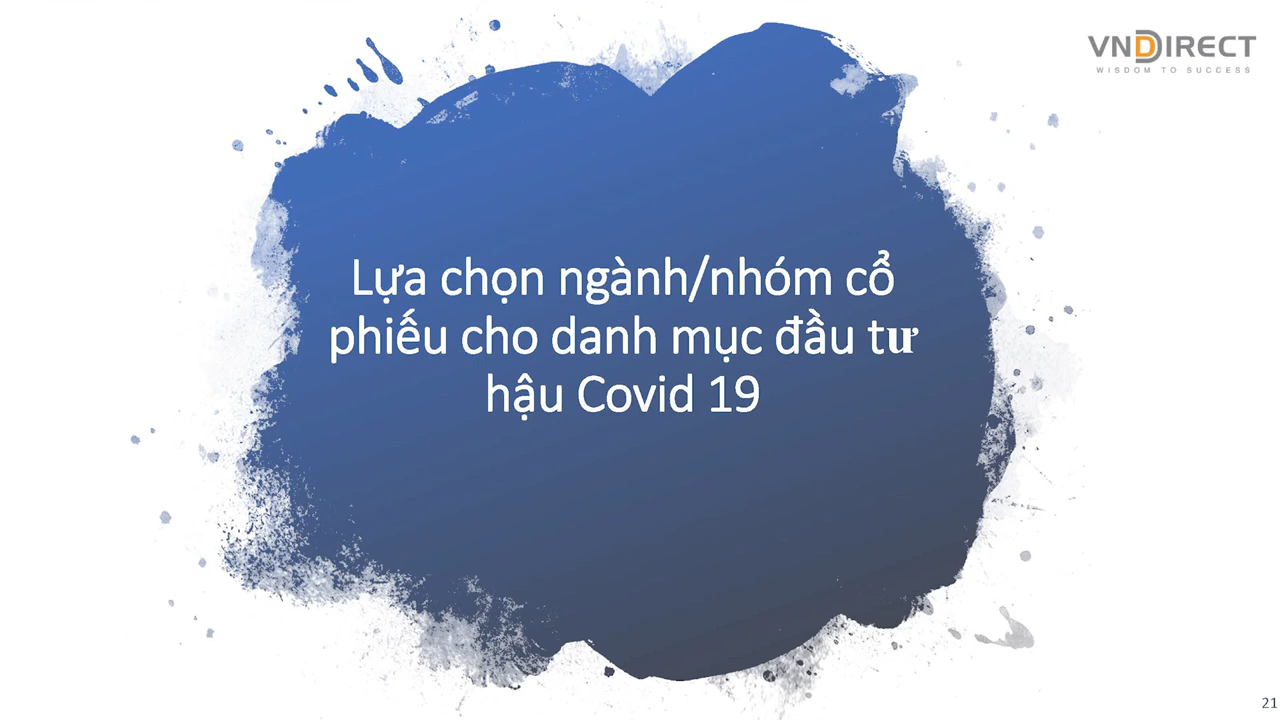 VNDIRECT
WISDOM TO SUCCESS
Lựa chọn ngành/nhóm cổ
phiếu cho danh mục đầu tư
hậu Covid 19
21